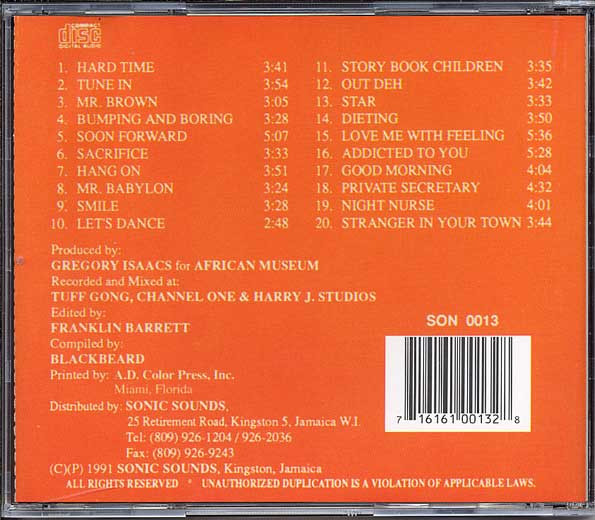 COMPACT
disc
DIGITAL AUDIO
1. HARD TIME 3:41
2. TUNE IN 3:54
3. MR. BROWN 3:05
4. BUMPING AND BORING 3:28
5. SOON FORWARD 5:07
6. SACRIFICE 3:33
7. HANG ON 3:51
8. MR. BABYLON 3:24
9. SMILE 3:28
10. LET'S DANCE 2:48
11. STORY BOOK CHILDREN 3:35
12. OUT DEH 3:42
13. STAR 3:33
14. DIETING 3:50
15. LOVE ME WITH FEELING 5:36
16. ADDICTED TO YOU 5:28
17. GOOD MORNING 4:04
18. PRIVATE SECRETARY 4:32
19. NIGHT NURSE 4:01
20. STRANGER IN YOUR TOWN 3:44
Produced by:
GREGORY ISAACS for AFRICAN MUSEUM
Recorded and Mixed at:
TUFF GONG, CHANNEL ONE & HARRY J. STUDIOS
Edited by:
FRANKLIN BARRETT
Compiled by:
BLACKBEARD
Printed by: A.D. Color Press, Inc.
Miami, Florida
Distributed by: SONIC SOUNDS,
25 Retirement Road, Kingston 5, Jamaica W.I.
Tel: (809) 926-1204 / 926-2036
Fax: (809) 926-9243
(C)(P) 1991 SONIC SOUNDS, Kingston, Jamaica
ALL RIGHTS RESERVED * UNAUTHORIZED DUPLICATION IS A VIOLATION OF APPLICABLE LAWS.
SON 0013
7 16161 00132 8